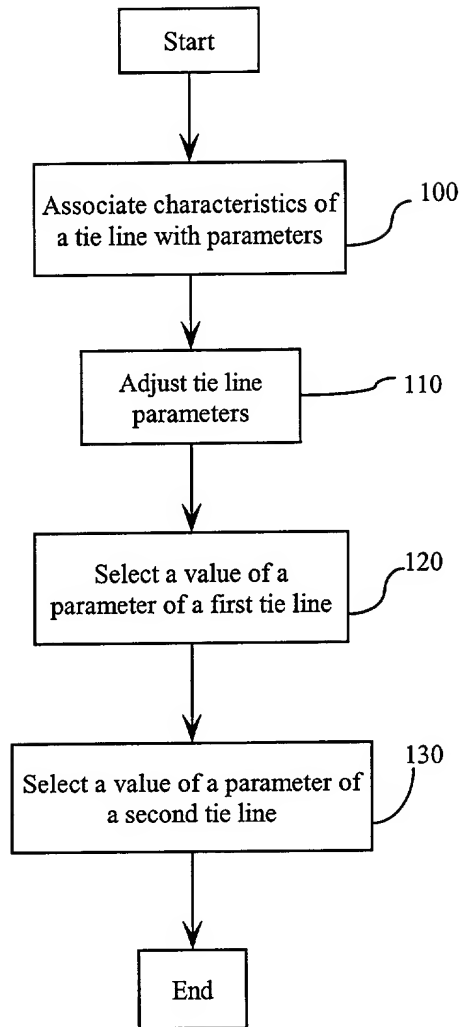 Start
Associate characteristics of
a tie line with parameters
100
Adjust tie line
parameters
110
Select a value of a
parameter of a first tie line
120
Select a value of a parameter of
a second tie line
130
End